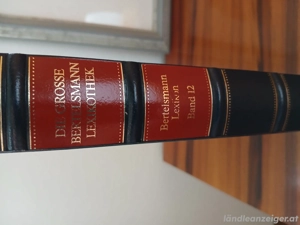 DIE GROSSE
BERTELSMANN
LEXIKOTHEK
Bertelsmann
Lexikon
Band 12
ländleanzeiger.at